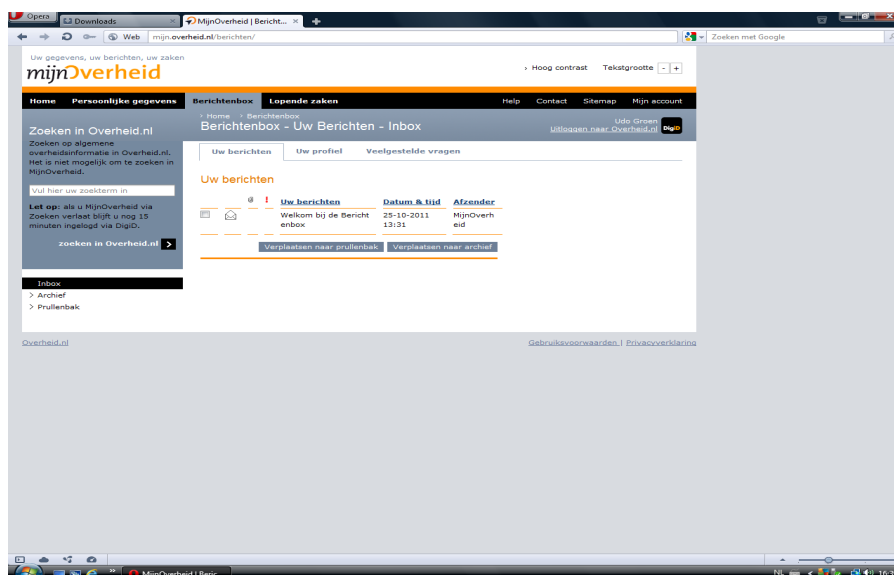 Opera
Downloads
MijnOverheid | Bericht...
Web
mijn.overheid.nl/berichten/
Zoeken met Google
Uw gegevens, uw berichten, uw zaken
mijnOverheid
Hoog contrast
Tekstgrootte - +
Home Persoonlijke gegevens Berichtenbox Lopende zaken
Help Contact Sitemap Mijn account
> Home > Berichtenbox
Berichtenbox - Uw Berichten - Inbox
Udo Groen
Uitloggen naar Overheid.nl
DigiD
Zoeken in Overheid.nl
Zoeken op algemene
overheidsinformatie in Overheid.nl.
Het is niet mogelijk om te zoeken in
MijnOverheid.
Vul hier uw zoekterm in
Let op: als u MijnOverheid via
Zoeken verlaat blijft u nog 15
minuten ingelogd via DigiD.
zoeken in Overheid.nl >
Uw berichten Uw profiel Veelgestelde vragen
Uw berichten
! Uw berichten Datum & tijd Afzender
Welkom bij de Bericht 25-10-2011 MijnOverh
enbox 13:31 eid
Verplaatsen naar prullenbak Verplaatsen naar archief
Inbox
> Archief
> Prullenbak
Overheid.nl
Gebruiksvoorwaarden | Privacyverklaring
MijnOverheid | Beric...
NL